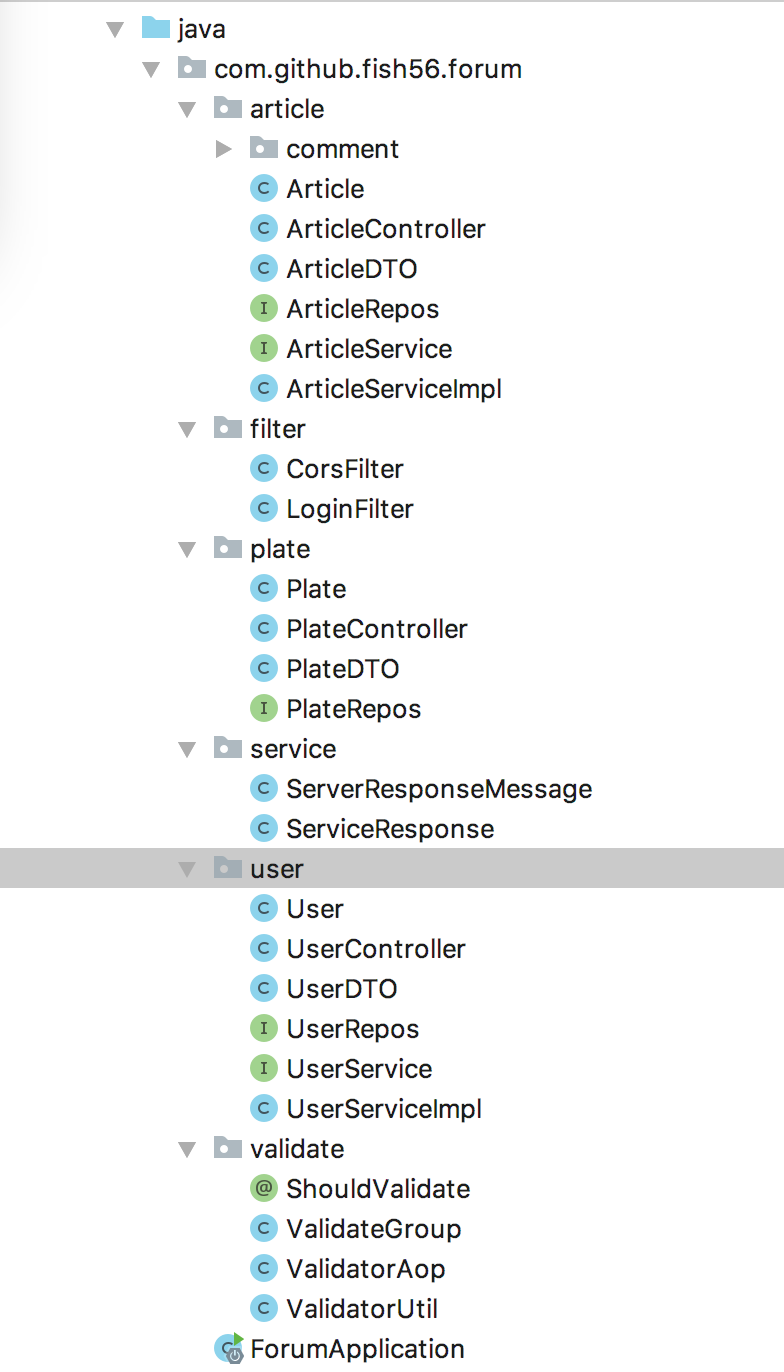 java
com.github.fish56.forum
article
comment
C Article
C ArticleController
C ArticleDTO
I ArticleRepos
I ArticleService
C ArticleServiceImpl
filter
C CorsFilter
C LoginFilter
plate
C Plate
C PlateController
C PlateDTO
I PlateRepos
service
C ServerResponseMessage
C ServiceResponse
user
C User
C UserController
C UserDTO
I UserRepos
I UserService
C UserServiceImpl
validate
@ ShouldValidate
C ValidateGroup
C ValidatorAop
C ValidatorUtil
C ForumApplication